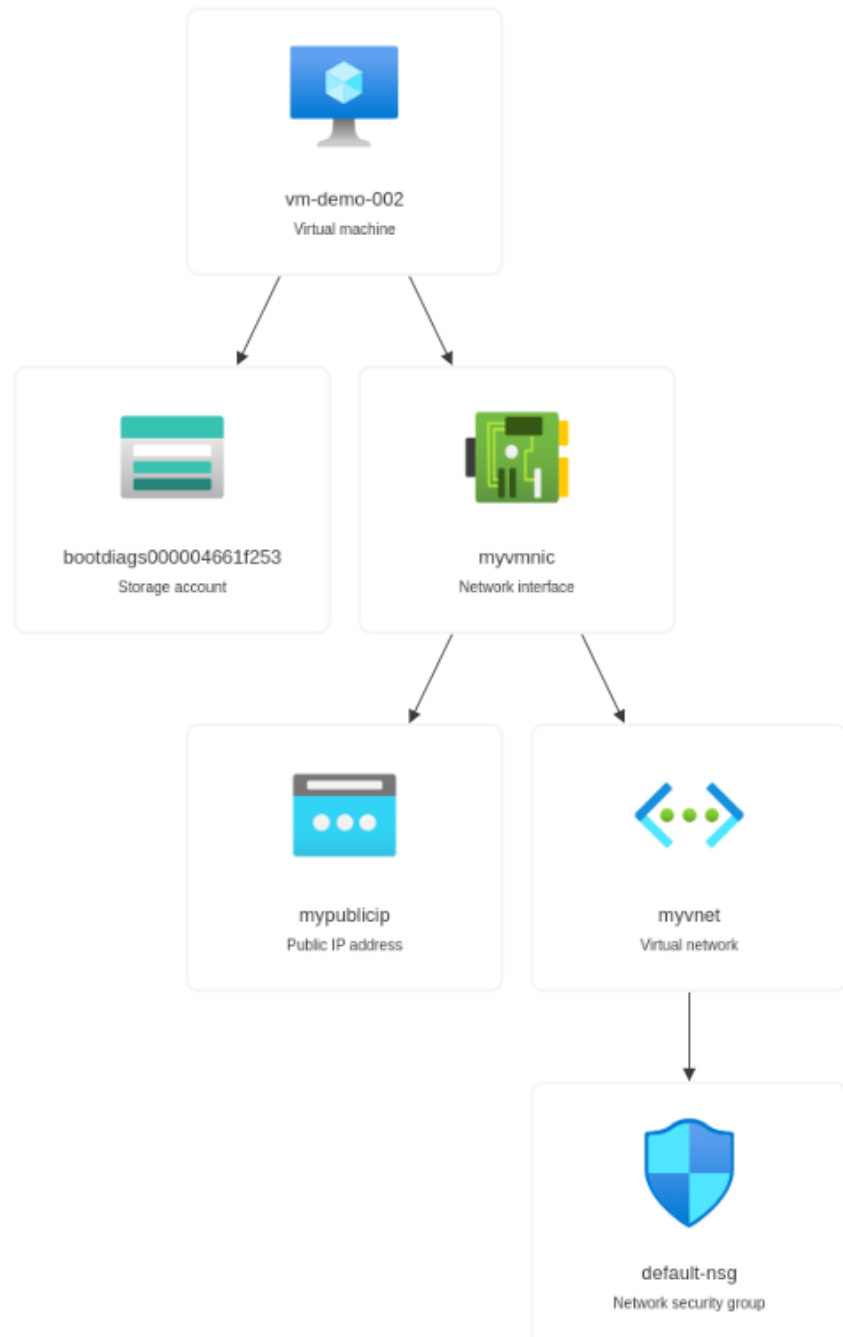 vm-demo-002
Virtual machine
bootdiags000004661f253
Storage account
myvmnic
Network interface
mypublicip
Public IP address
myvnet
Virtual network
default-nsg
Network security group